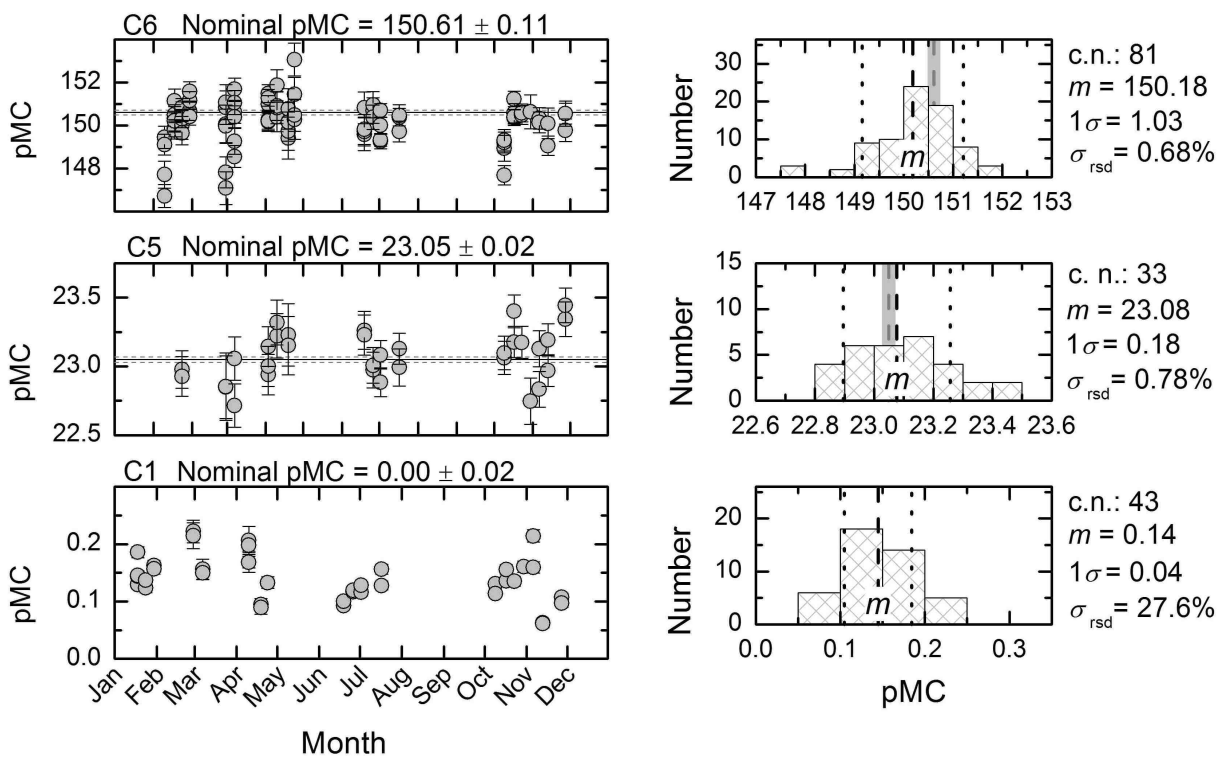 C6 Nominal pMC = 150.61 ± 0.11
pMC
152
150
148
Number
30
20
10
0
147 148 149 150 151 152 153
m
c.n.: 81
m = 150.18
1σ = 1.03
σrsd = 0.68%
C5 Nominal pMC = 23.05 ± 0.02
pMC
23.5
23.0
22.5
Number
15
10
5
0
22.6 22.8 23.0 23.2 23.4 23.6
m
c. n.: 33
m = 23.08
1σ = 0.18
σrsd = 0.78%
C1 Nominal pMC = 0.00 ± 0.02
pMC
0.2
0.1
0.0
Jan Feb Mar Apr May Jun Jul Aug Sep Oct Nov Dec
Month
Number
20
10
0
0.0 0.1 0.2 0.3
m
pMC
c.n.: 43
m = 0.14
1σ = 0.04
σrsd = 27.6%